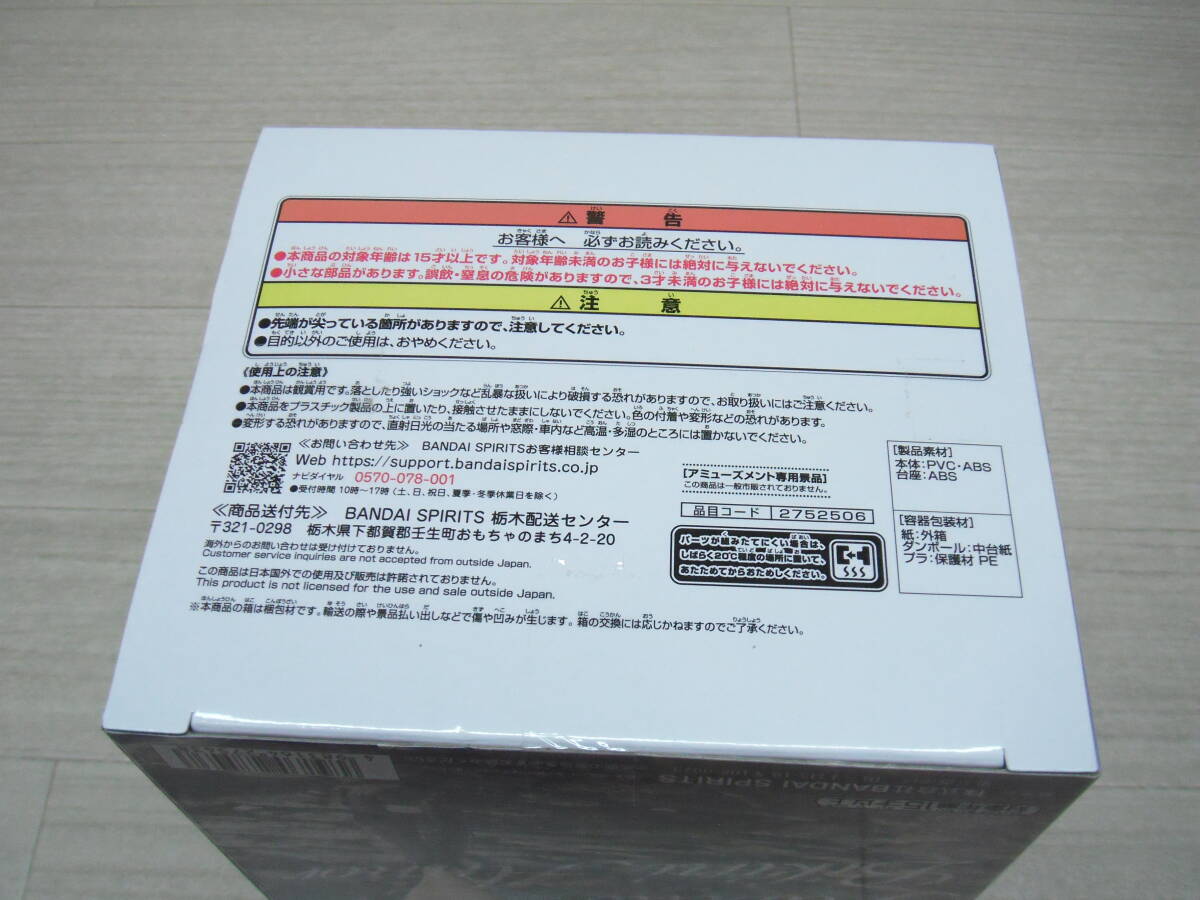 ⚠警告
お客様へ 必ずお読みください。
●本商品の対象年齢は15才以上です。対象年齢未満のお子様には絶対に与えないでください。
●小さな部品があります。誤飲・窒息の危険がありますので、3才未満のお子様には絶対に与えないでください。
⚠注意
●先端が尖っている箇所がありますので、注意してください。
●目的以外のご使用は、おやめください。
《使用上の注意》
●本商品は観賞用です。落としたり強いショックなど乱暴な扱いにより破損する恐れがありますので、お取り扱いにはご注意ください。
●本商品をプラスチック製品の上に置いたり、接触させたままにしないでください。色の付着や変形などの恐れがあります。
●変形する恐れがありますので、直射日光の当たる場所や窓際・車内など高温・多湿のところには置かないでください。
≪お問い合わせ先≫ BANDAI SPIRITSお客様相談センター
Web https://support.bandaispirits.co.jp
ナビダイヤル 0570-078-001
●受付時間 10時〜17時（土、日、祝日、夏季・冬季休業日を除く）
≪商品送付先≫ BANDAI SPIRITS 栃木配送センター
〒321-0298 栃木県下都賀郡壬生町おもちゃのまち4-2-20
海外からのお問い合わせは受け付けておりません。
Customer service inquiries are not accepted from outside Japan.
この商品は日本国外での使用及び販売は許諾されておりません。
This product is not licensed for the use and sale outside Japan.
※本商品の箱は梱包材です。輸送の際や景品払い出しなどで傷や凹みが生じます。箱の交換には応じかねますのでご了承ください。
[アミューズメント専用景品]
この商品は一般市販されておりません。
品目コード 2752506
パーツが組みたてにくい場合は、
しばらく20℃程度の場所に置いて、
あたためてからおためしください。
[製品素材]
本体：PVC・ABS
台座：ABS
[容器包装材]
紙：外箱
ダンボール：中台紙
プラ：保護材 PE
株式会社BANDAI SPIRITS